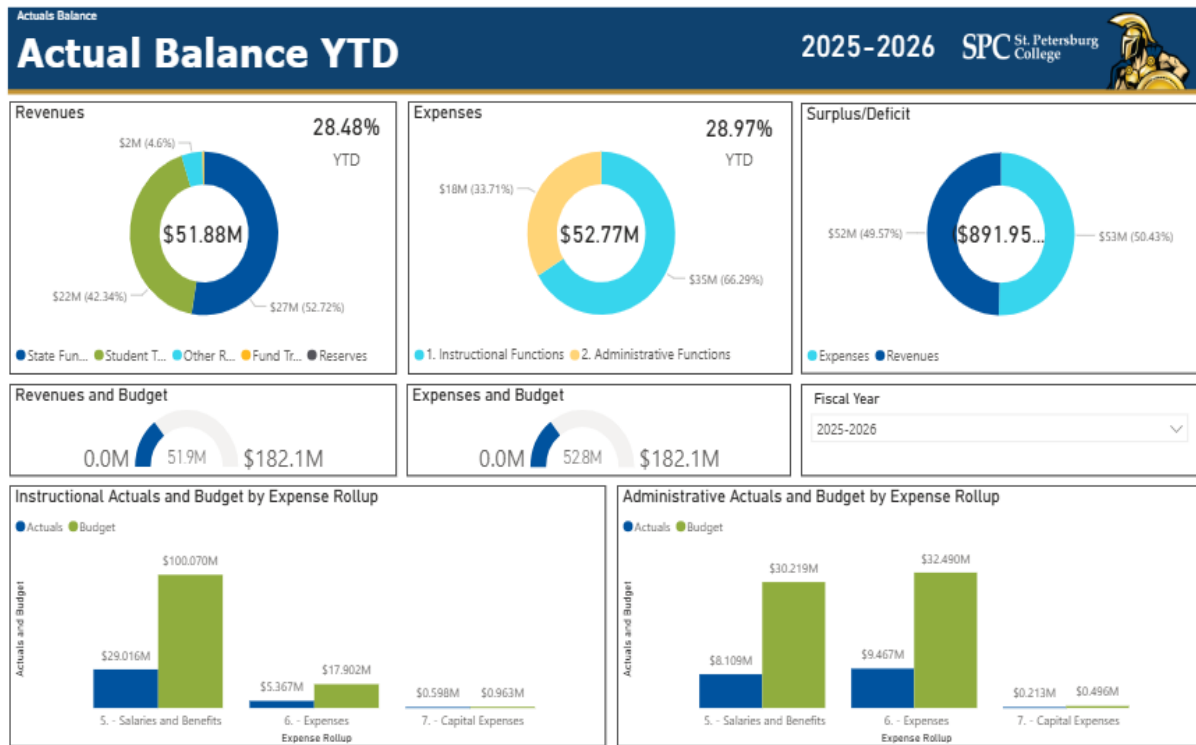 Actuals Balance
Actual Balance YTD
2025-2026
SPC St. Petersburg
College
Revenues
28.48%
YTD
$2M (4.6%)
$51.88M
$22M (42.34%)
$27M (52.72%)
State Fun... Student T... Other R... Fund Tr... Reserves
Expenses
28.97%
YTD
$18M (33.71%)
$52.77M
$35M (66.29%)
1. Instructional Functions 2. Administrative Functions
Surplus/Deficit
$52M (49.57%)
$891.95...
$53M (50.43%)
Expenses Revenues
Revenues and Budget
0.0M 51.9M $182.1M
Expenses and Budget
0.0M 52.8M $182.1M
Fiscal Year
2025-2026
Instructional Actuals and Budget by Expense Rollup
Actuals Budget
Actuals and Budget
$100.070M
$29.016M
$17.902M
$5.367M
$0.598M $0.963M
5. - Salaries and Benefits 6. - Expenses 7. - Capital Expenses
Expense Rollup
Administrative Actuals and Budget by Expense Rollup
Actuals Budget
Actuals and Budget
$30.219M
$32.490M
$8.109M
$9.467M
$0.213M $0.496M
5. - Salaries and Benefits 6. - Expenses 7. - Capital Expenses
Expense Rollup